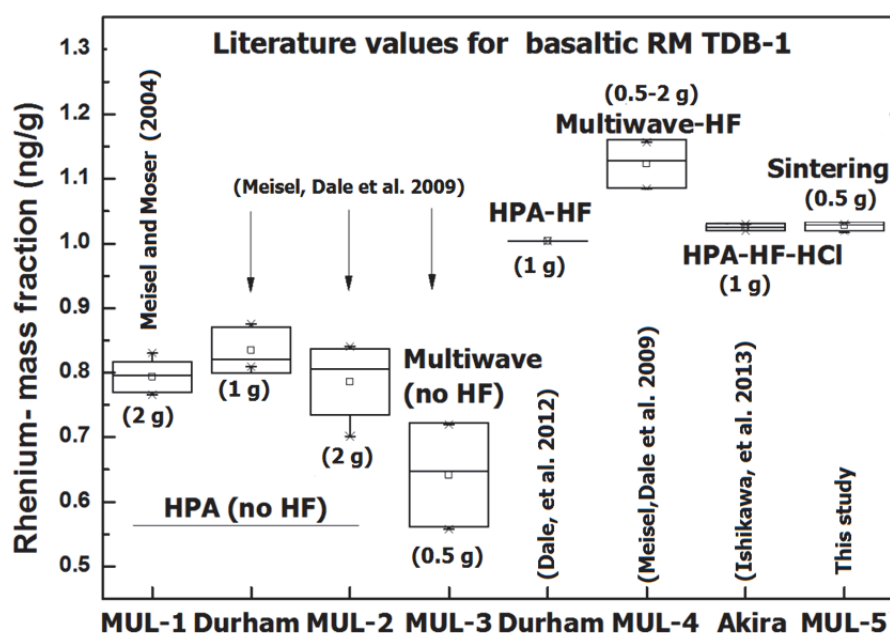 Literature values for basaltic RM TDB-1
Rhenium- mass fraction (ng/g)
1.3
1.2
1.1
1.0
0.9
0.8
0.7
0.6
0.5
Meisel and Moser (2004)
(Meisel, Dale et al. 2009)
(0.5-2 g)
Multiwave-HF
Sintering
(0.5 g)
HPA-HF
(1 g)
HPA-HF-HCl
(1 g)
(2 g)
(1 g)
(2 g)
Multiwave
(no HF)
(0.5 g)
HPA (no HF)
(Dale, et al. 2012)
(Meisel,Dale et al. 2009)
(Ishikawa, et al. 2013)
This study
MUL-1 Durham MUL-2 MUL-3 Durham MUL-4 Akira MUL-5